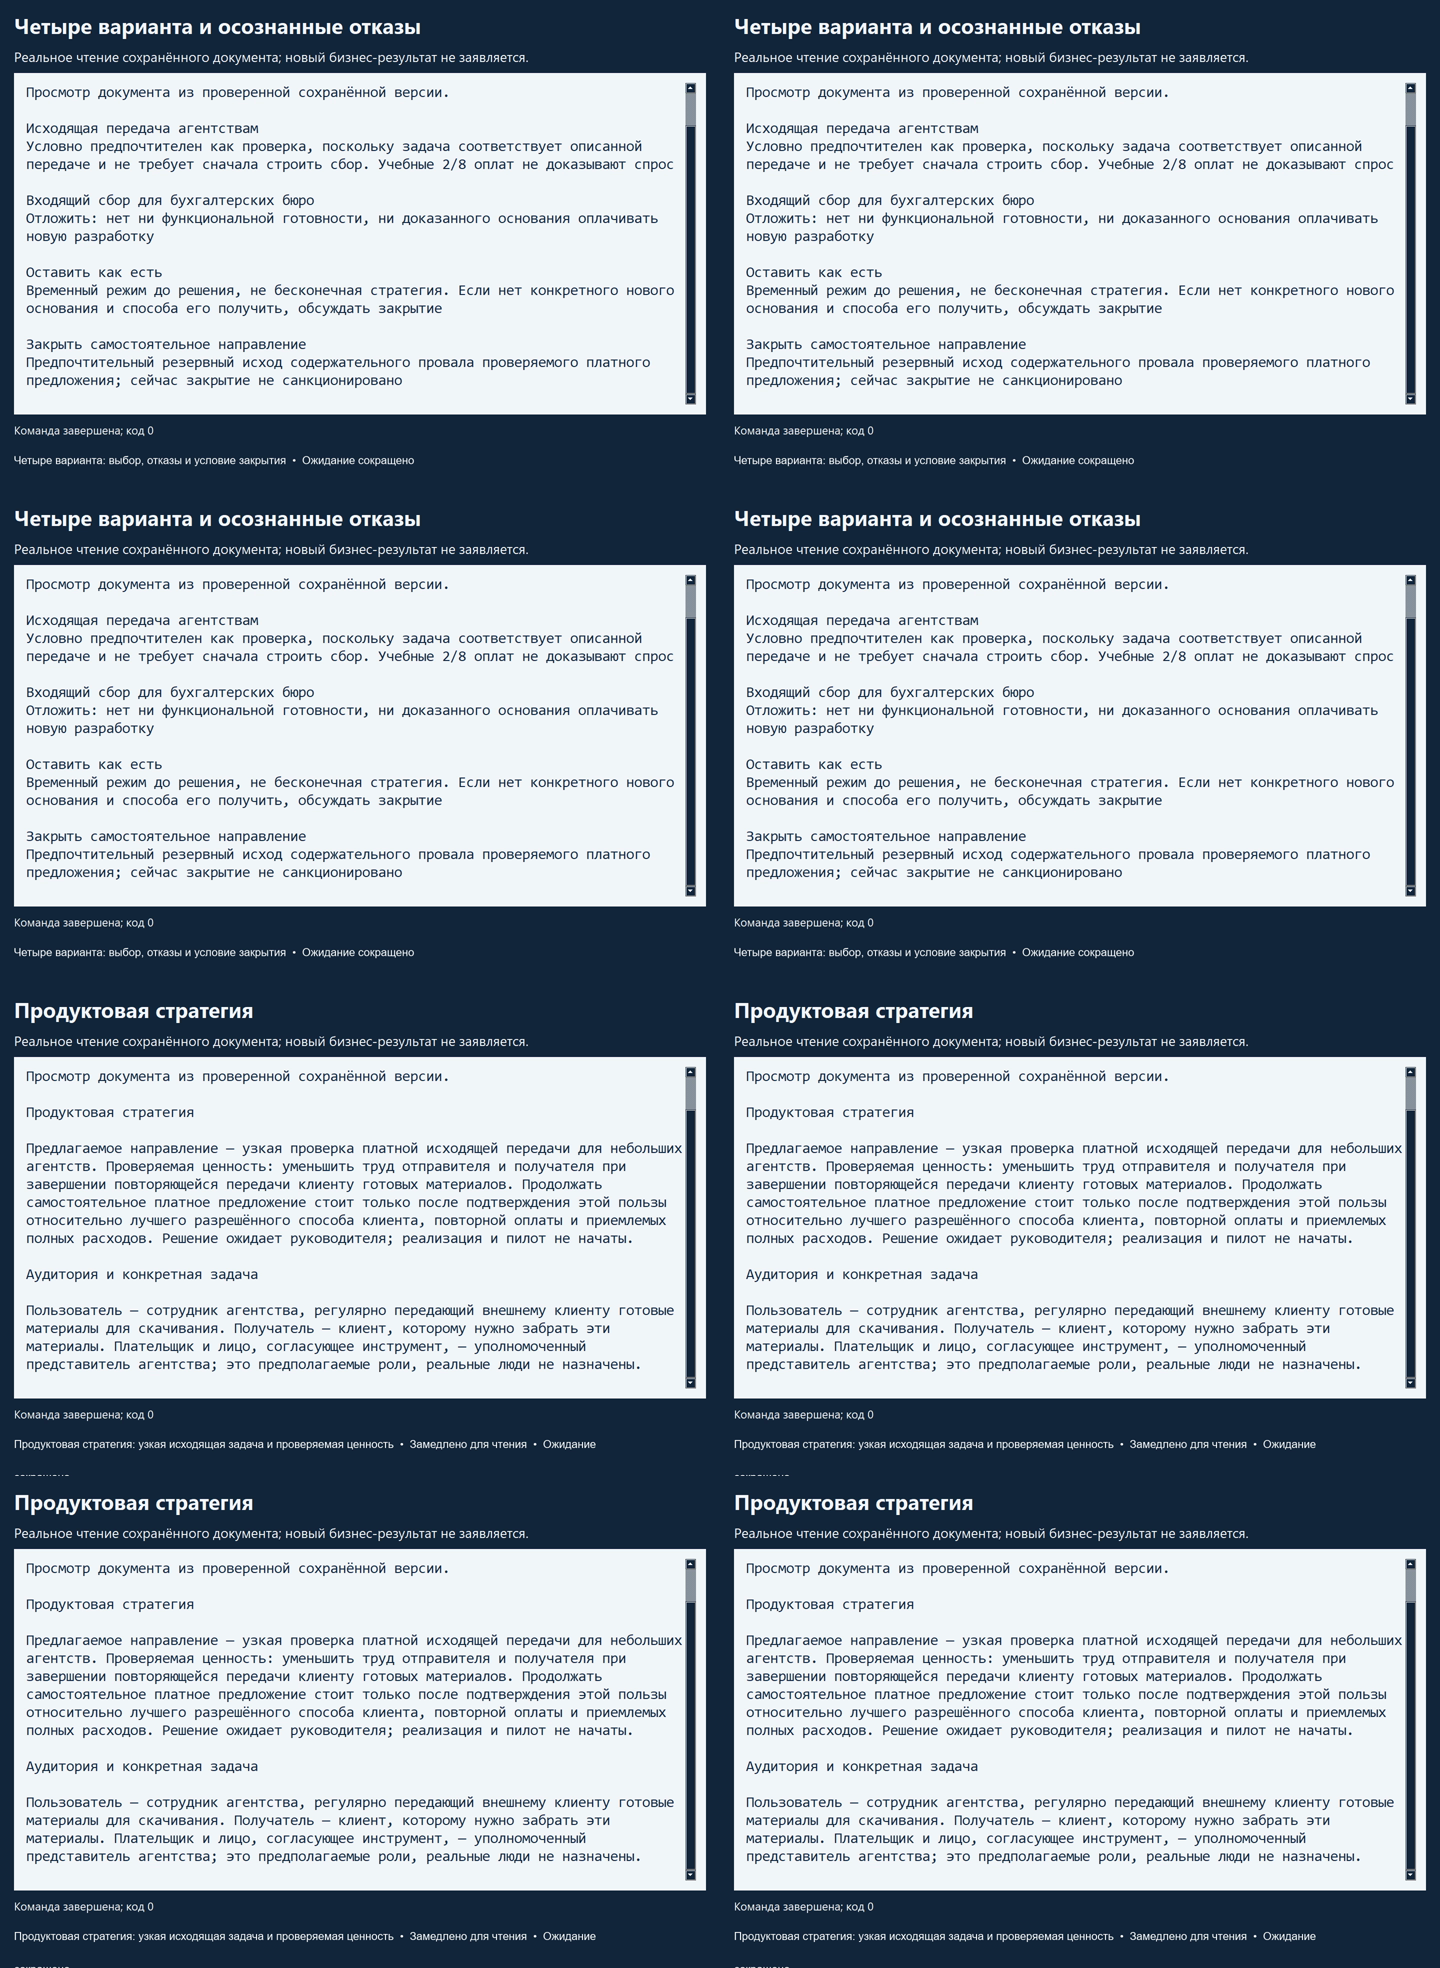 Четыре варианта и осознанные отказы
Реальное чтение сохранённого документа; новый бизнес-результат не заявляется.
Просмотр документа из проверенной сохранённой версии.
Исходящая передача агентствам
Условно предпочтителен как проверка, поскольку задача соответствует описанной
передаче и не требует сначала строить сбор. Учебные 2/8 оплат не доказывают спрос
Входящий сбор для бухгалтерских бюро
Отложить: нет ни функциональной готовности, ни доказанного основания оплачивать
новую разработку
Оставить как есть
Временный режим до решения, не бесконечная стратегия. Если нет конкретного нового
основания и способа его получить, обсуждать закрытие
Закрыть самостоятельное направление
Предпочтительный резервный исход содержательного провала проверяемого платного
предложения; сейчас закрытие не санкционировано
Команда завершена; код 0
Четыре варианта: выбор, отказы и условие закрытия • Ожидание сокращено
Четыре варианта и осознанные отказы
Реальное чтение сохранённого документа; новый бизнес-результат не заявляется.
Просмотр документа из проверенной сохранённой версии.
Исходящая передача агентствам
Условно предпочтителен как проверка, поскольку задача соответствует описанной
передаче и не требует сначала строить сбор. Учебные 2/8 оплат не доказывают спрос
Входящий сбор для бухгалтерских бюро
Отложить: нет ни функциональной готовности, ни доказанного основания оплачивать
новую разработку
Оставить как есть
Временный режим до решения, не бесконечная стратегия. Если нет конкретного нового
основания и способа его получить, обсуждать закрытие
Закрыть самостоятельное направление
Предпочтительный резервный исход содержательного провала проверяемого платного
предложения; сейчас закрытие не санкционировано
Команда завершена; код 0
Четыре варианта: выбор, отказы и условие закрытия • Ожидание сокращено
Четыре варианта и осознанные отказы
Реальное чтение сохранённого документа; новый бизнес-результат не заявляется.
Просмотр документа из проверенной сохранённой версии.
Исходящая передача агентствам
Условно предпочтителен как проверка, поскольку задача соответствует описанной
передаче и не требует сначала строить сбор. Учебные 2/8 оплат не доказывают спрос
Входящий сбор для бухгалтерских бюро
Отложить: нет ни функциональной готовности, ни доказанного основания оплачивать
новую разработку
Оставить как есть
Временный режим до решения, не бесконечная стратегия. Если нет конкретного нового
основания и способа его получить, обсуждать закрытие
Закрыть самостоятельное направление
Предпочтительный резервный исход содержательного провала проверяемого платного
предложения; сейчас закрытие не санкционировано
Команда завершена; код 0
Четыре варианта: выбор, отказы и условие закрытия • Ожидание сокращено
Четыре варианта и осознанные отказы
Реальное чтение сохранённого документа; новый бизнес-результат не заявляется.
Просмотр документа из проверенной сохранённой версии.
Исходящая передача агентствам
Условно предпочтителен как проверка, поскольку задача соответствует описанной
передаче и не требует сначала строить сбор. Учебные 2/8 оплат не доказывают спрос
Входящий сбор для бухгалтерских бюро
Отложить: нет ни функциональной готовности, ни доказанного основания оплачивать
новую разработку
Оставить как есть
Временный режим до решения, не бесконечная стратегия. Если нет конкретного нового
основания и способа его получить, обсуждать закрытие
Закрыть самостоятельное направление
Предпочтительный резервный исход содержательного провала проверяемого платного
предложения; сейчас закрытие не санкционировано
Команда завершена; код 0
Четыре варианта: выбор, отказы и условие закрытия • Ожидание сокращено
Продуктовая стратегия
Реальное чтение сохранённого документа; новый бизнес-результат не заявляется.
Просмотр документа из проверенной сохранённой версии.
Продуктовая стратегия
Предлагаемое направление — узкая проверка платной исходящей передачи для небольших
агентств. Проверяемая ценность: уменьшить труд отправителя и получателя при
завершении повторяющейся передачи клиенту готовых материалов. Продолжать
самостоятельное платное предложение стоит только после подтверждения этой пользы
относительно лучшего разрешённого способа клиента, повторной оплаты и приемлемых
полных расходов. Решение ожидает руководителя; реализация и пилот не начаты.
Аудитория и конкретная задача
Пользователь — сотрудник агентства, регулярно передающий внешнему клиенту готовые
материалы для скачивания. Получатель — клиент, которому нужно забрать эти
материалы. Плательщик и лицо, согласующее инструмент, — уполномоченный
представитель агентства; это предполагаемые роли, реальные люди не назначены.
Команда завершена; код 0
Продуктовая стратегия: узкая исходящая задача и проверяемая ценность • Замедлено для чтения • Ожидание
Продуктовая стратегия
Реальное чтение сохранённого документа; новый бизнес-результат не заявляется.
Просмотр документа из проверенной сохранённой версии.
Продуктовая стратегия
Предлагаемое направление — узкая проверка платной исходящей передачи для небольших
агентств. Проверяемая ценность: уменьшить труд отправителя и получателя при
завершении повторяющейся передачи клиенту готовых материалов. Продолжать
самостоятельное платное предложение стоит только после подтверждения этой пользы
относительно лучшего разрешённого способа клиента, повторной оплаты и приемлемых
полных расходов. Решение ожидает руководителя; реализация и пилот не начаты.
Аудитория и конкретная задача
Пользователь — сотрудник агентства, регулярно передающий внешнему клиенту готовые
материалы для скачивания. Получатель — клиент, которому нужно забрать эти
материалы. Плательщик и лицо, согласующее инструмент, — уполномоченный
представитель агентства; это предполагаемые роли, реальные люди не назначены.
Команда завершена; код 0
Продуктовая стратегия: узкая исходящая задача и проверяемая ценность • Замедлено для чтения • Ожидание
Продуктовая стратегия
Реальное чтение сохранённого документа; новый бизнес-результат не заявляется.
Просмотр документа из проверенной сохранённой версии.
Продуктовая стратегия
Предлагаемое направление — узкая проверка платной исходящей передачи для небольших
агентств. Проверяемая ценность: уменьшить труд отправителя и получателя при
завершении повторяющейся передачи клиенту готовых материалов. Продолжать
самостоятельное платное предложение стоит только после подтверждения этой пользы
относительно лучшего разрешённого способа клиента, повторной оплаты и приемлемых
полных расходов. Решение ожидает руководителя; реализация и пилот не начаты.
Аудитория и конкретная задача
Пользователь — сотрудник агентства, регулярно передающий внешнему клиенту готовые
материалы для скачивания. Получатель — клиент, которому нужно забрать эти
материалы. Плательщик и лицо, согласующее инструмент, — уполномоченный
представитель агентства; это предполагаемые роли, реальные люди не назначены.
Команда завершена; код 0
Продуктовая стратегия: узкая исходящая задача и проверяемая ценность • Замедлено для чтения • Ожидание
Продуктовая стратегия
Реальное чтение сохранённого документа; новый бизнес-результат не заявляется.
Просмотр документа из проверенной сохранённой версии.
Продуктовая стратегия
Предлагаемое направление — узкая проверка платной исходящей передачи для небольших
агентств. Проверяемая ценность: уменьшить труд отправителя и получателя при
завершении повторяющейся передачи клиенту готовых материалов. Продолжать
самостоятельное платное предложение стоит только после подтверждения этой пользы
относительно лучшего разрешённого способа клиента, повторной оплаты и приемлемых
полных расходов. Решение ожидает руководителя; реализация и пилот не начаты.
Аудитория и конкретная задача
Пользователь — сотрудник агентства, регулярно передающий внешнему клиенту готовые
материалы для скачивания. Получатель — клиент, которому нужно забрать эти
материалы. Плательщик и лицо, согласующее инструмент, — уполномоченный
представитель агентства; это предполагаемые роли, реальные люди не назначены.
Команда завершена; код 0
Продуктовая стратегия: узкая исходящая задача и проверяемая ценность • Замедлено для чтения • Ожидание